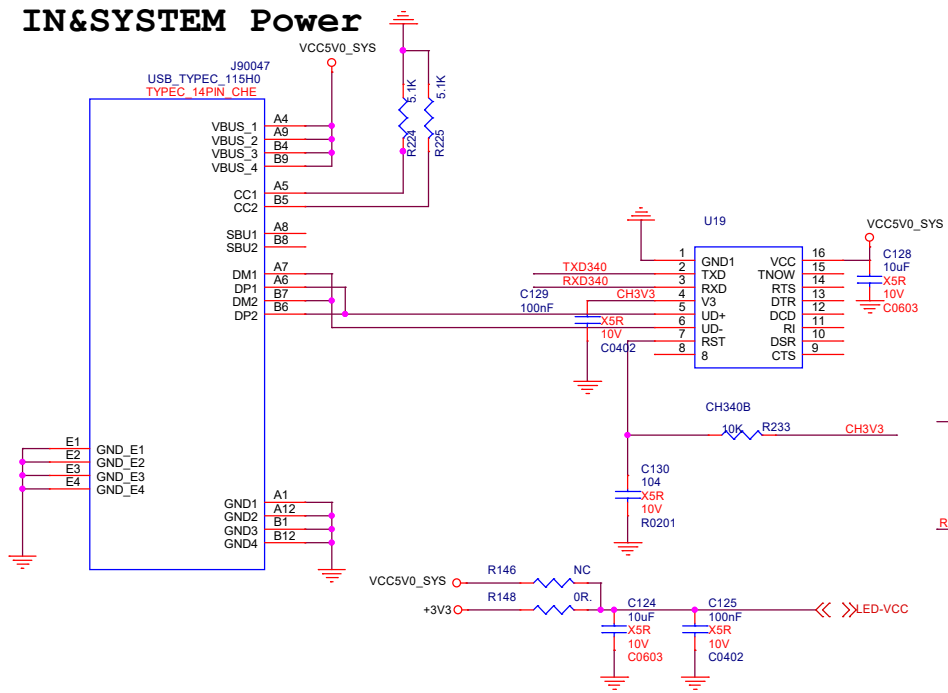 IN&SYSTEM Power
VCC5V0_SYS
J90047
USB_TYPEC_115H0
TYPEC_14PIN_CHE
VBUS_1 A4
VBUS_2 A9
VBUS_3 B4
VBUS_4 B9
CC1 A5
CC2 B5
SBU1 A8
SBU2 B8
DM1 A7
DP1 A6
DM2 B7
DP2 B6
E1 GND_E1
E2 GND_E2
E3 GND_E3
E4 GND_E4
GND1 A1
GND2 A12
GND3 B1
GND4 B12
R224 5.1K
R225 5.1K
U19
VCC5V0_SYS
1 GND1 VCC 16
TXD340 2 TXD TNOW 15
RXD340 3 RXD RTS 14
CH3V3 4 V3 DTR 13
5 UD+ DCD 12
6 UD- RI 11
7 RST DSR 10
8 8 CTS 9
C128
10uF
X5R
10V
C0603
C129
100nF
X5R
10V
C0402
CH340B
10K R233 CH3V3
C130
104
X5R
10V
R0201
R
R146 NC
VCC5V0_SYS
R148 0R.
+3V3
C124
10uF
X5R
10V
C0603
C125
100nF
X5R
10V
C0402
LED-VCC